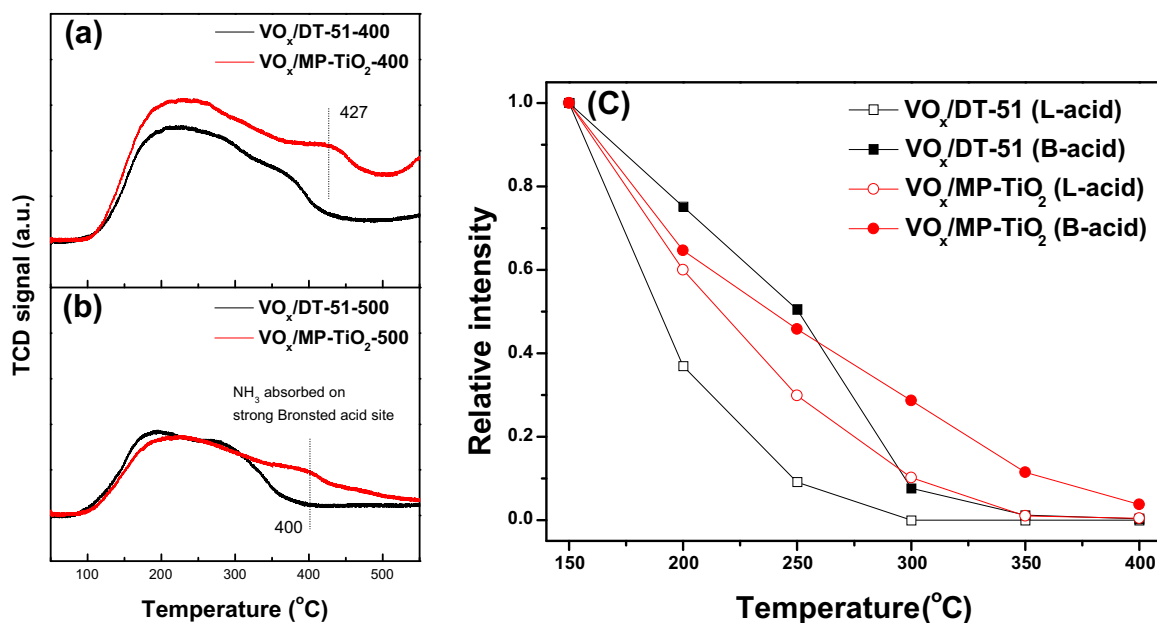 (a)
VOx/DT-51-400
VOx/MP-TiO2-400
427
(b)
VOx/DT-51-500
VOx/MP-TiO2-500
NH3 absorbed on
strong Bronsted acid site
400
100 200 300 400 500
Temperature (°C)
TCD signal (a.u.)
(C)
VOx/DT-51 (L-acid)
VOx/DT-51 (B-acid)
VOx/MP-TiO2 (L-acid)
VOx/MP-TiO2 (B-acid)
1.0
0.8
0.6
0.4
0.2
0.0
150 200 250 300 350 400
Temperature(°C)
Relative intensity